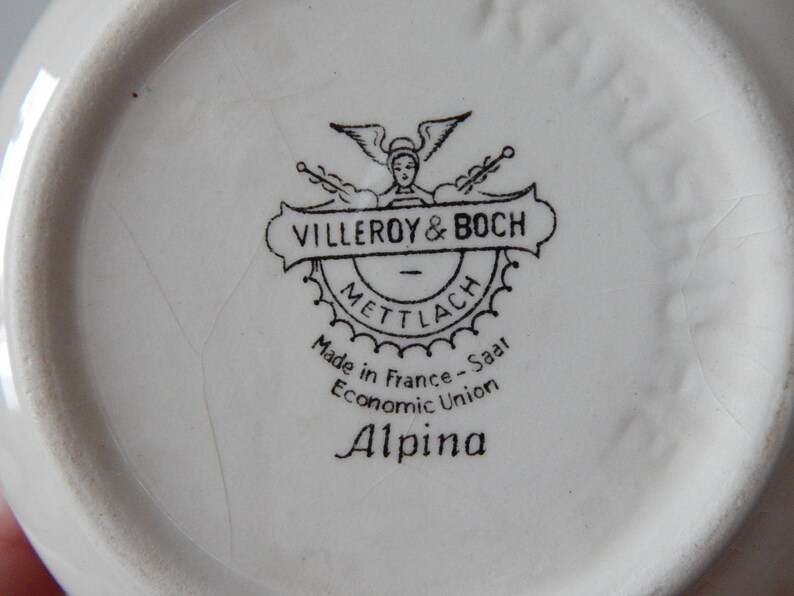 VILLEROY & BOCH
METTLACH
Made in France - Saar
Economic Union
Alpina